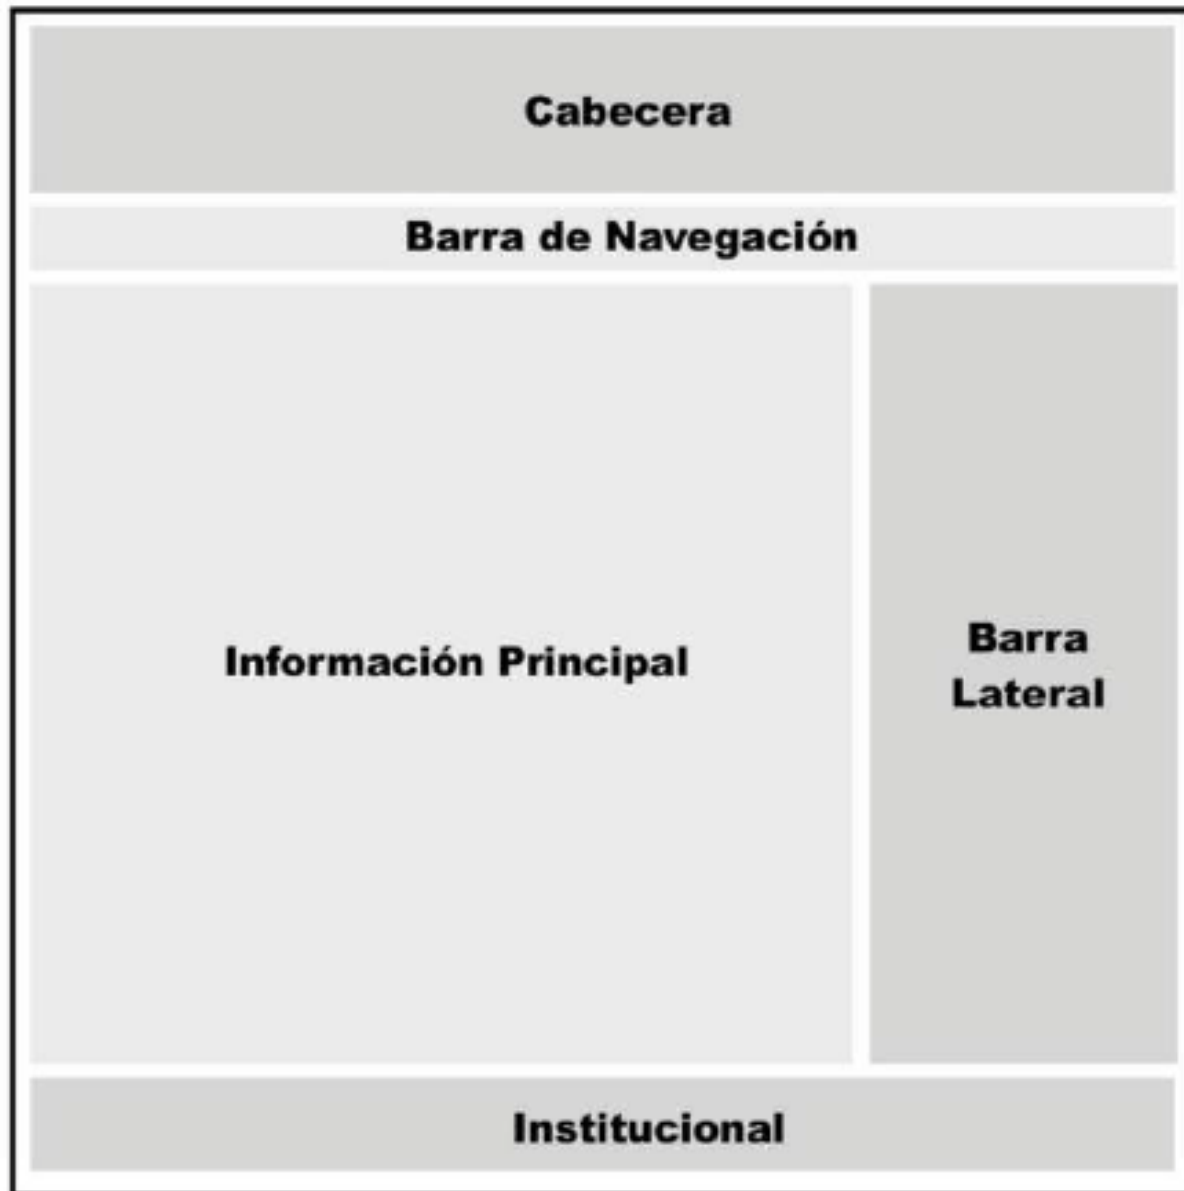 Cabecera
Barra de Navegación
Información Principal
Barra
Lateral
Institucional